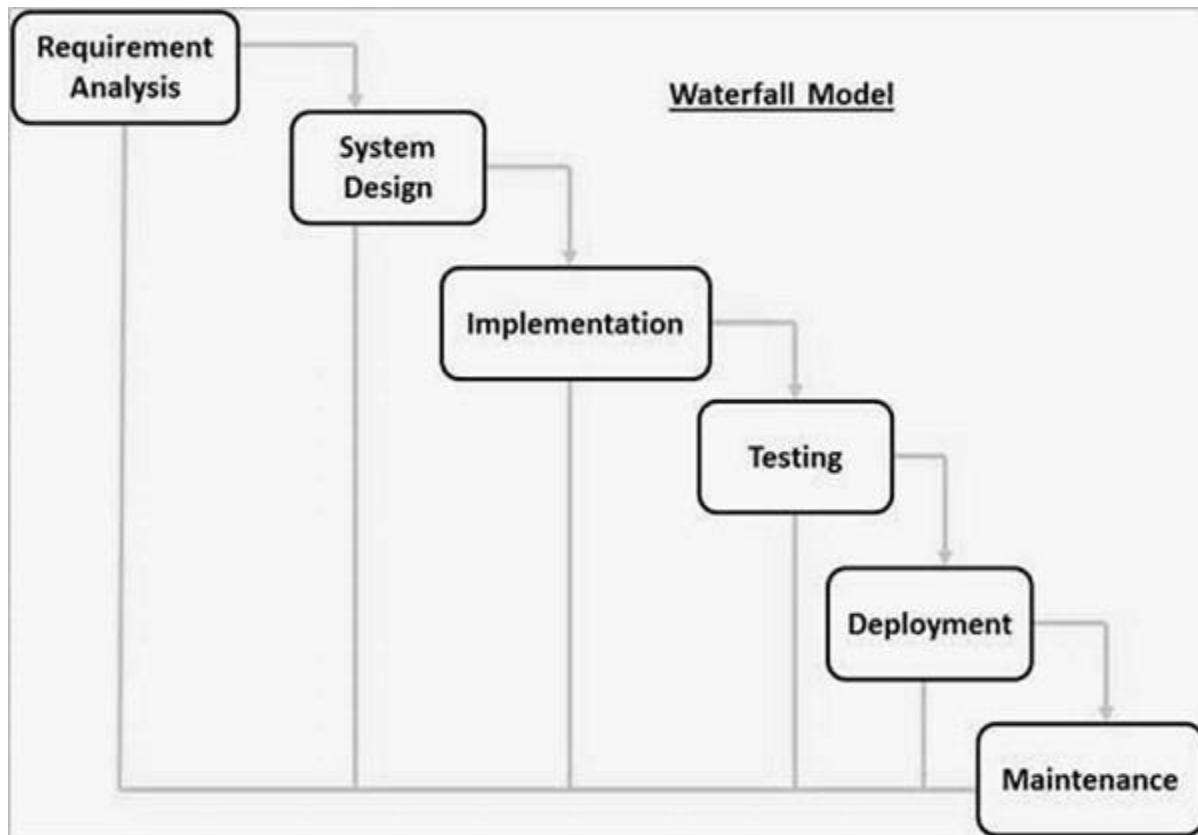 Requirement
Analysis
Waterfall Model
System
Design
Implementation
Testing
Deployment
Maintenance